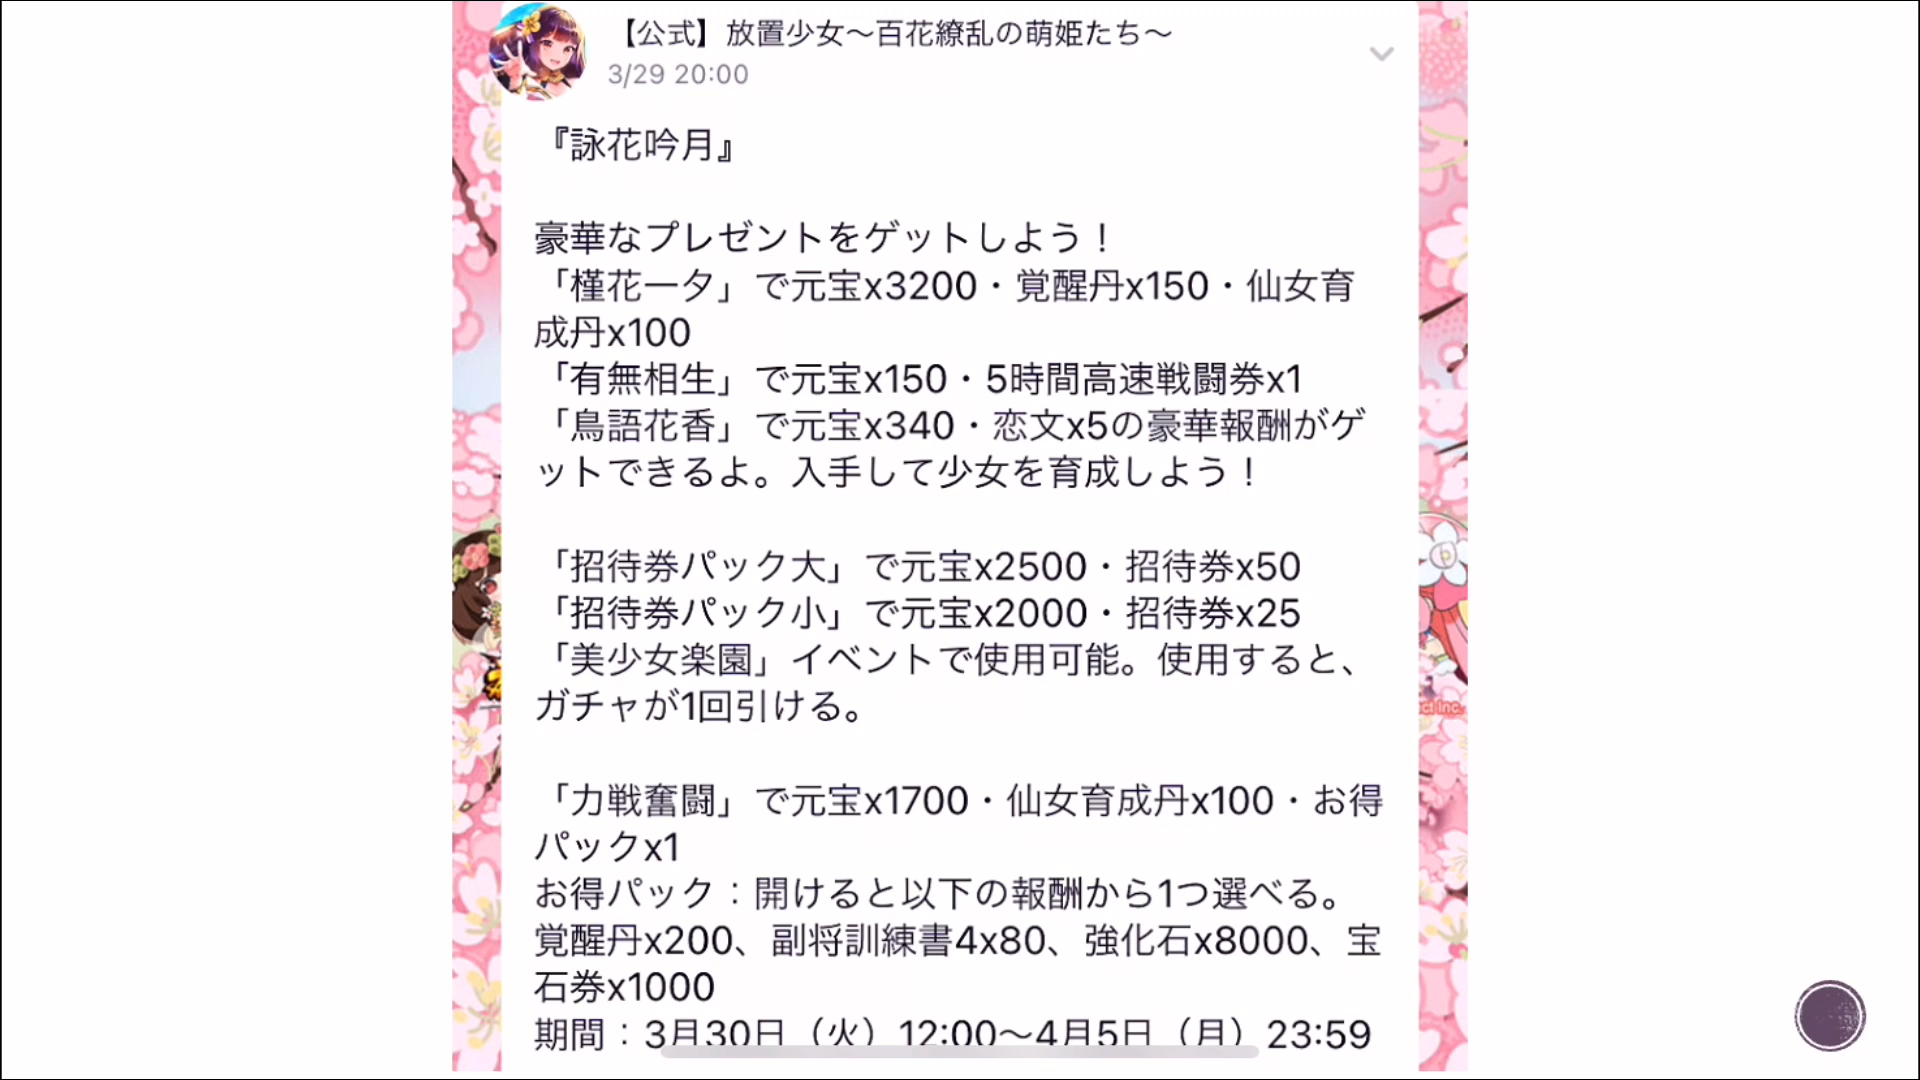 【公式】放置少女〜百花繚乱の萌姫たち〜
3/29 20:00
『詠花吟月』
豪華なプレゼントをゲットしよう！
「槿花一夕」で元宝x3200・覚醒丹x150・仙女育
成丹x100
「有無相生」で元宝x150・5時間高速戦闘券x1
「鳥語花香」で元宝x340・恋文x5の豪華報酬がゲ
ットできるよ。入手して少女を育成しよう！
「招待券パック大」で元宝x2500・招待券x50
「招待券パック小」で元宝x2000・招待券x25
「美少女楽園」イベントで使用可能。使用すると、
ガチャが1回引ける。
ct Inc.
「力戦奮闘」で元宝x1700・仙女育成丹x100・お得
パックx1
お得パック：開けると以下の報酬から1つ選べる。
覚醒丹x200、副将訓練書4x80、強化石x8000、宝
石券x1000
期間：3月30日（火）12:00〜4月5日（月）23:59